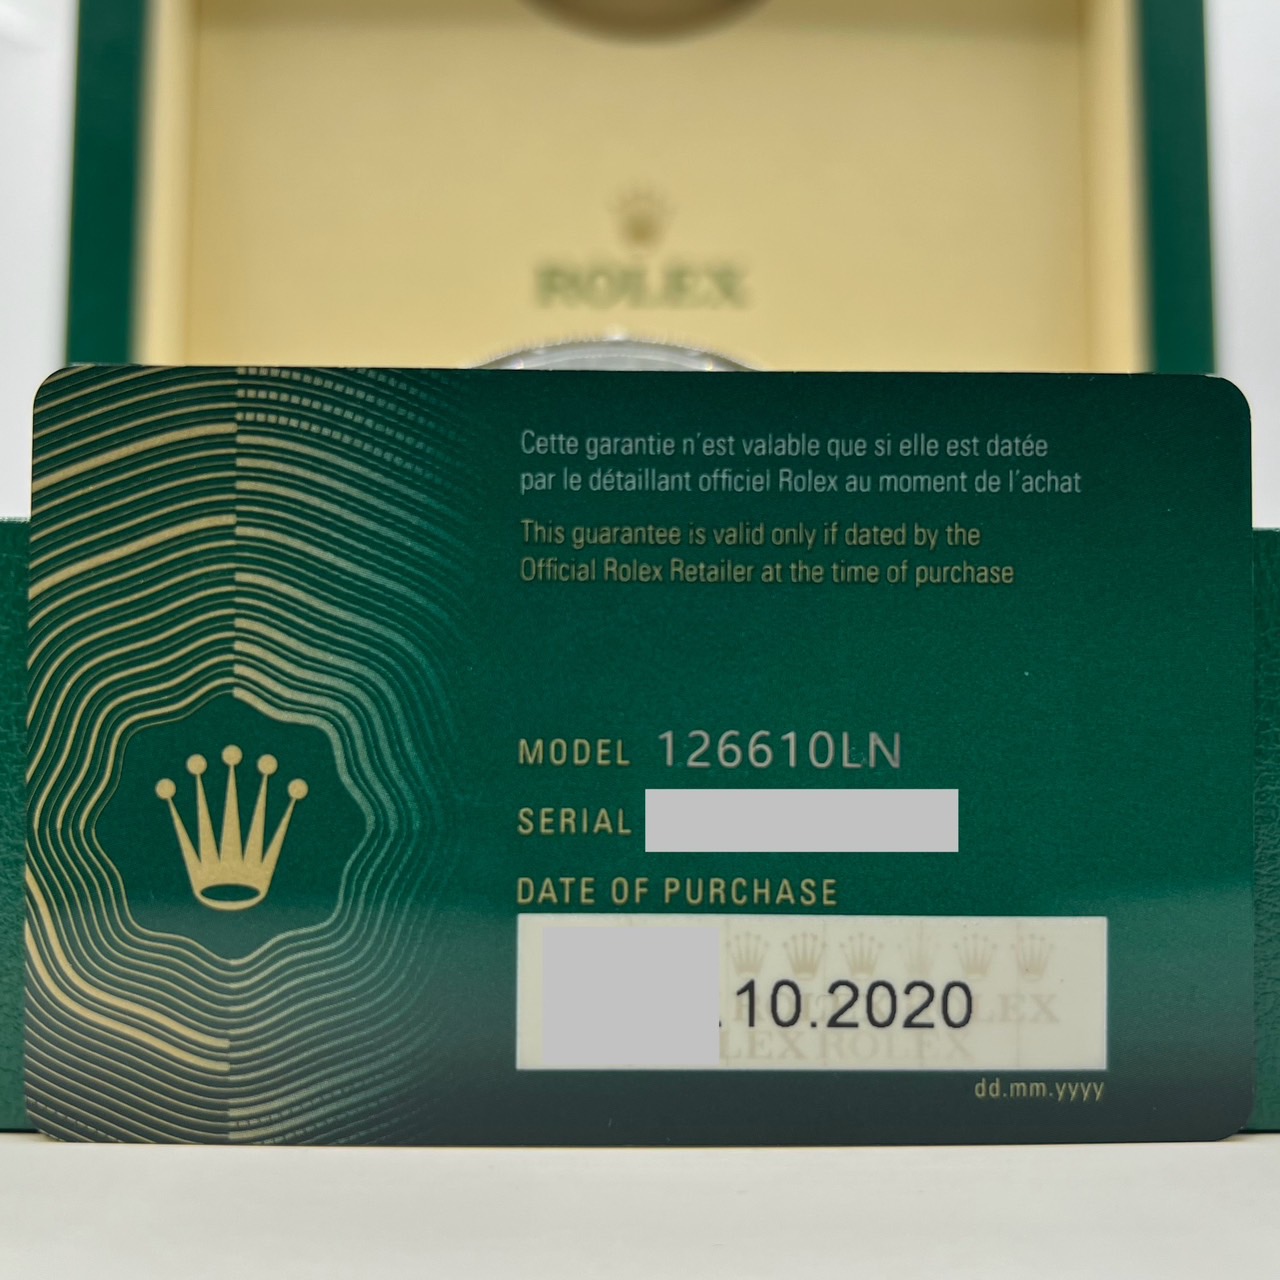 ROLEX
Cette garantie n'est valable que si elle est datée
par le détaillant officiel Rolex au moment de l'achat
This guarantee is valid only if dated by the
Official Rolex Retailer at the time of purchase
MODEL 126610LN
SERIAL
DATE OF PURCHASE
.10.2020
ROLEX
dd.mm.yyyy